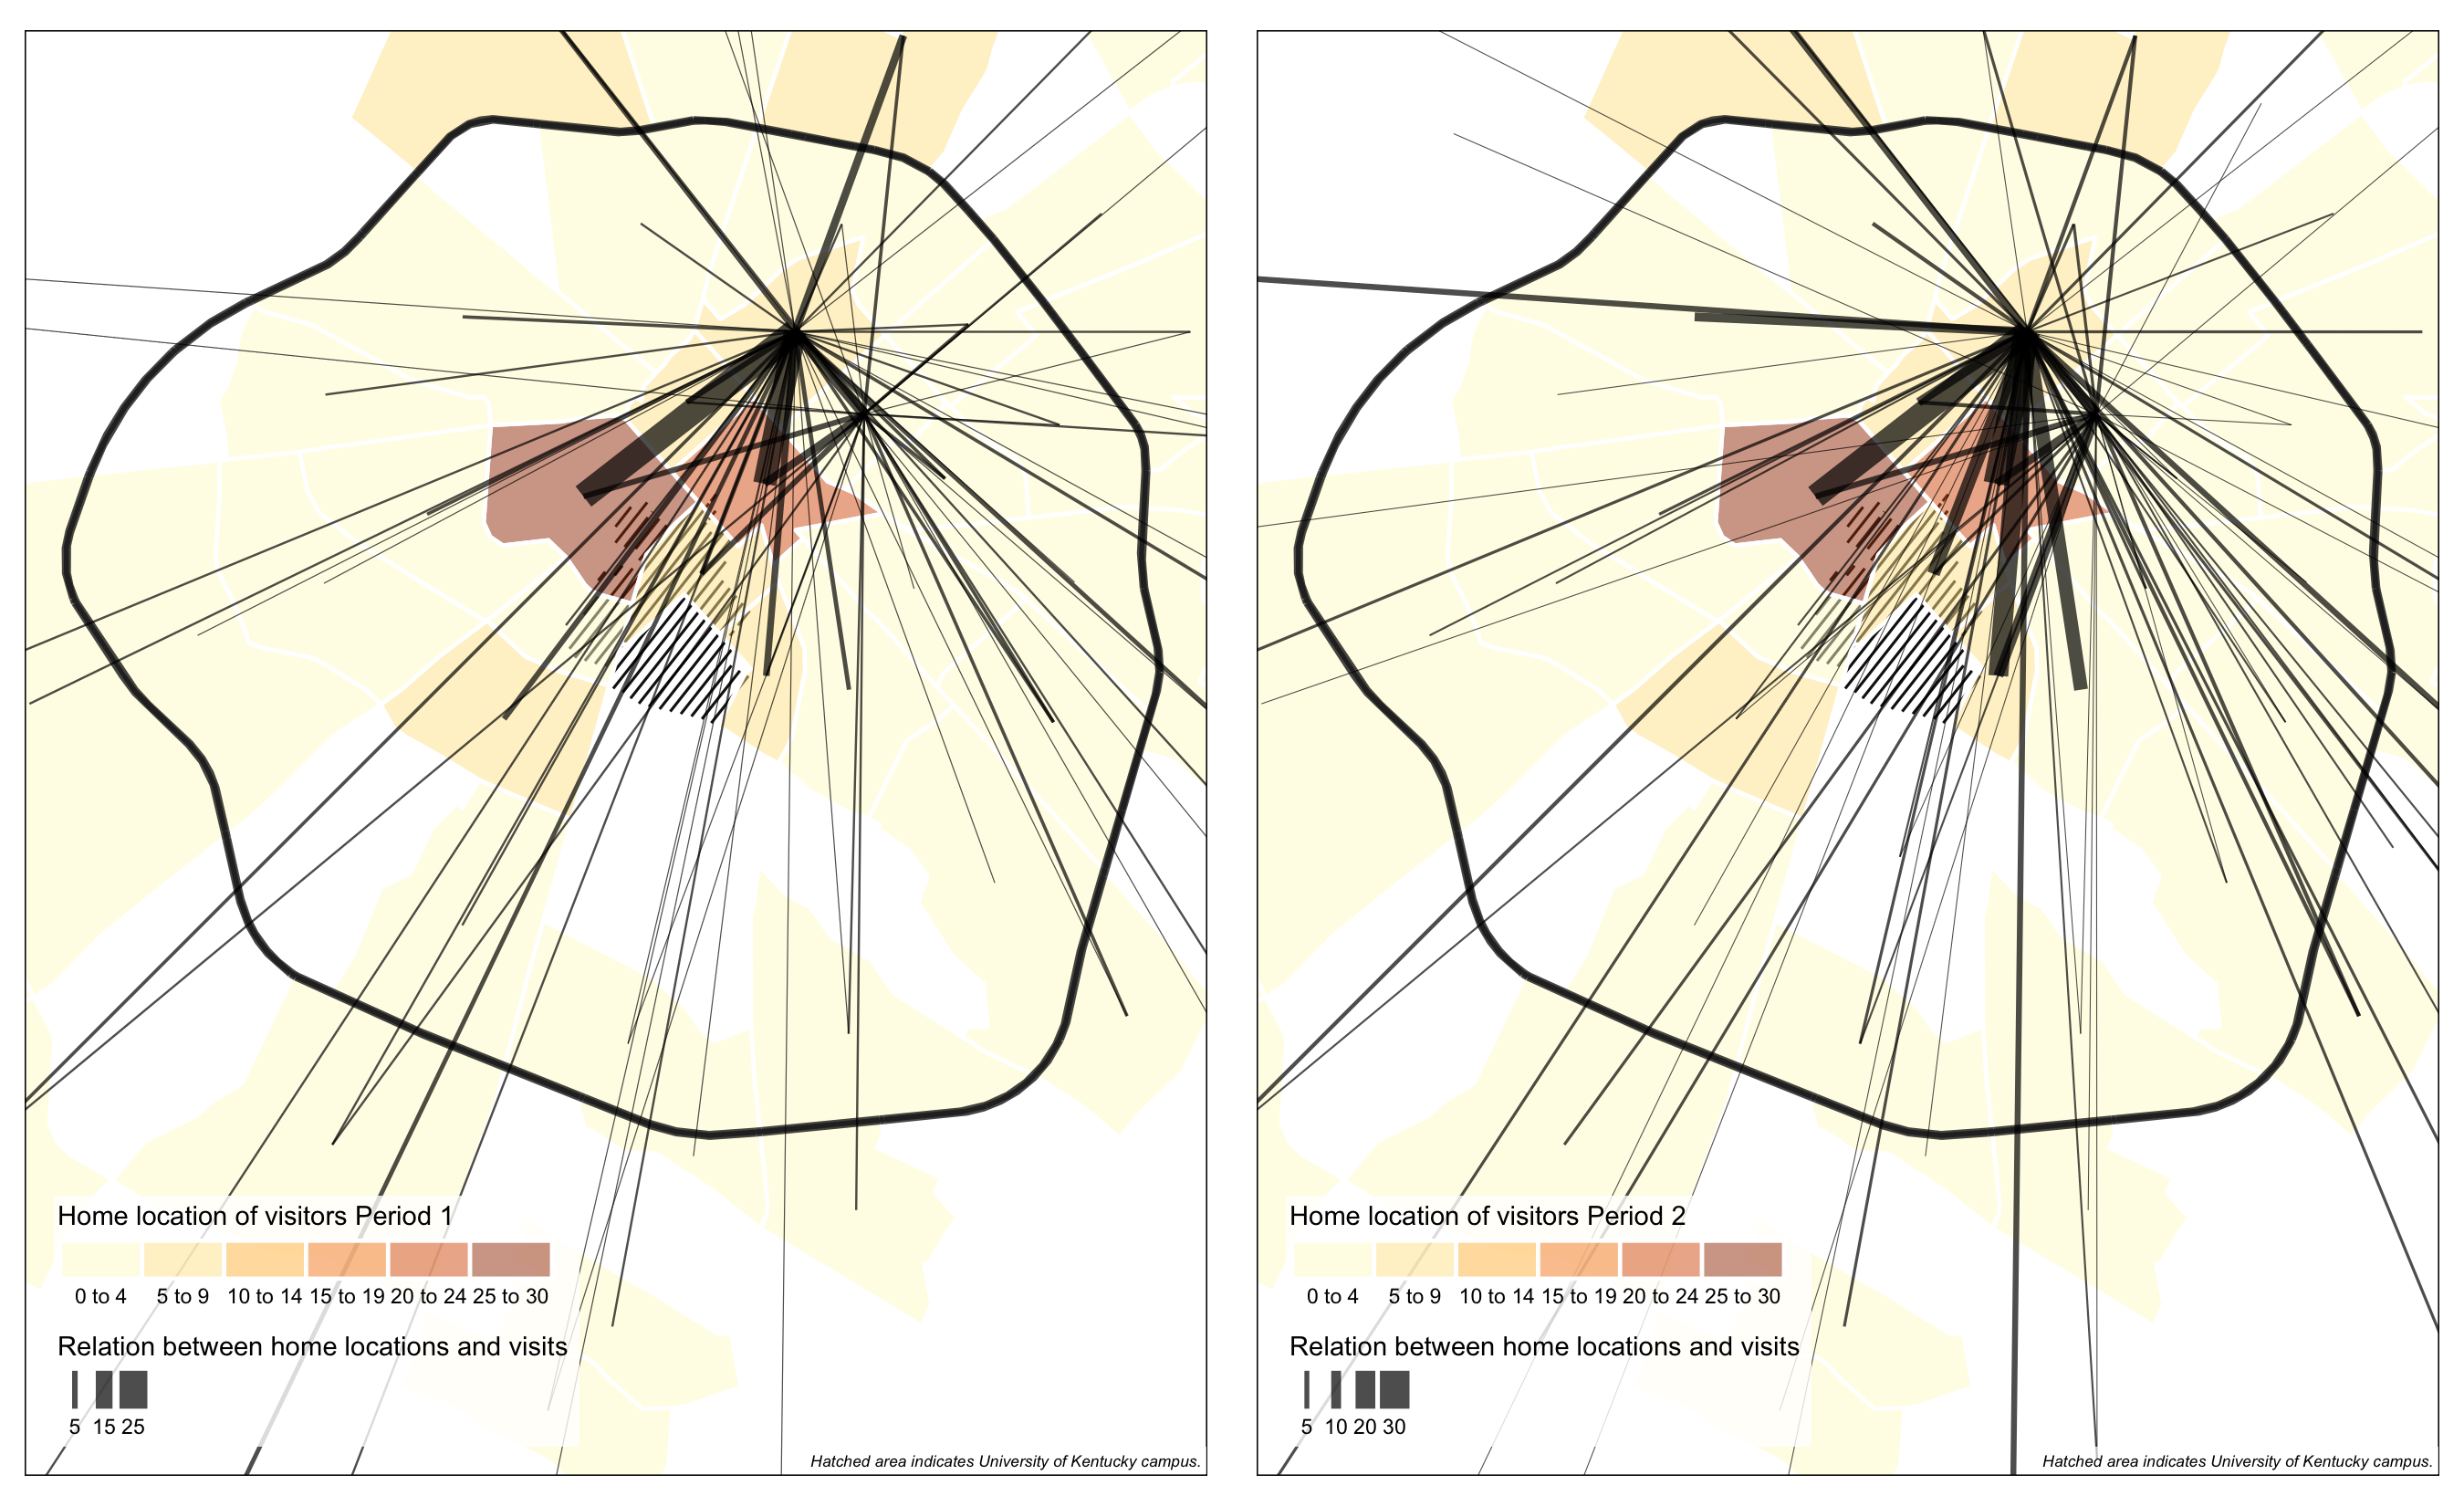 Home location of visitors Period 1
0 to 4 5 to 9 10 to 14 15 to 19 20 to 24 25 to 30
Relation between home locations and visits
5 15 25
Hatched area indicates University of Kentucky campus.
Home location of visitors Period 2
0 to 4 5 to 9 10 to 14 15 to 19 20 to 24 25 to 30
Relation between home locations and visits
5 10 20 30
Hatched area indicates University of Kentucky campus.